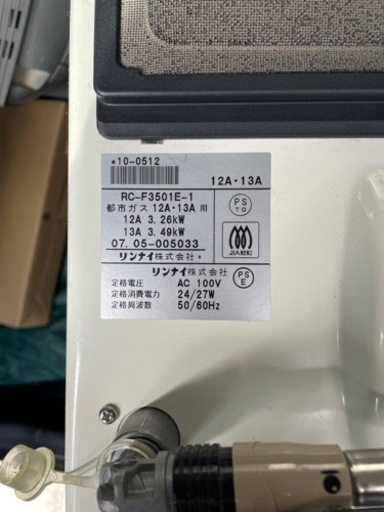 *10-0512
12A・13A
RC-F3501E-1
都市ガス 12A・13A 用
12A 3.26kW
13A 3.49kW
07.05-005033
リンナイ株式会社
PS
TG
JIA認証
リンナイ株式会社
PS
E
定格電圧 AC 100V
定格消費電力 24/27W
定格周波数 50/60Hz